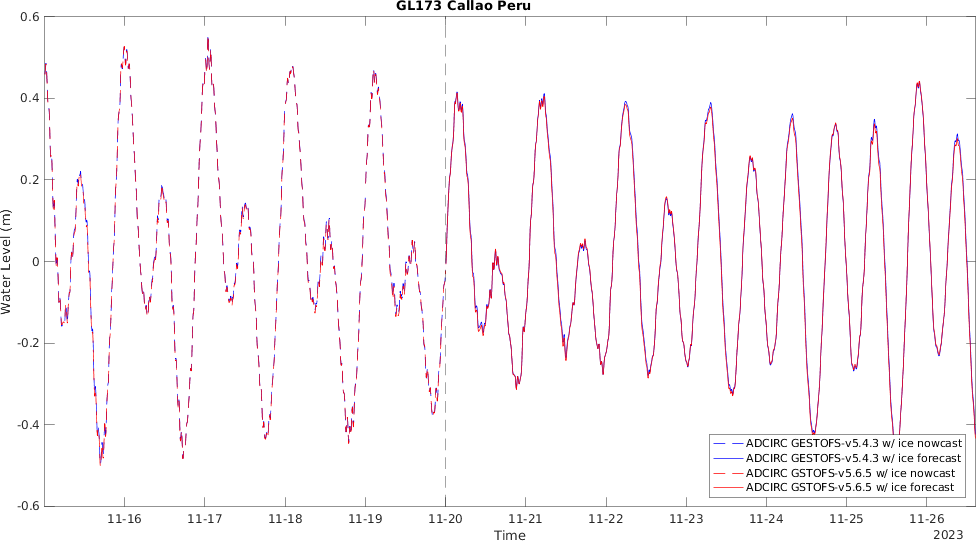 GL173 Callao Peru
0.6
0.4
0.2
0
-0.2
-0.4
-0.6
Water Level (m)
11-16 11-17 11-18 11-19 11-20 11-21 11-22 11-23 11-24 11-25 11-26
Time
2023
ADCIRC GESTOFS-v5.4.3 w/ ice nowcast
ADCIRC GESTOFS-v5.4.3 w/ ice forecast
ADCIRC GSTOFS-v5.6.5 w/ ice nowcast
ADCIRC GSTOFS-v5.6.5 w/ ice forecast